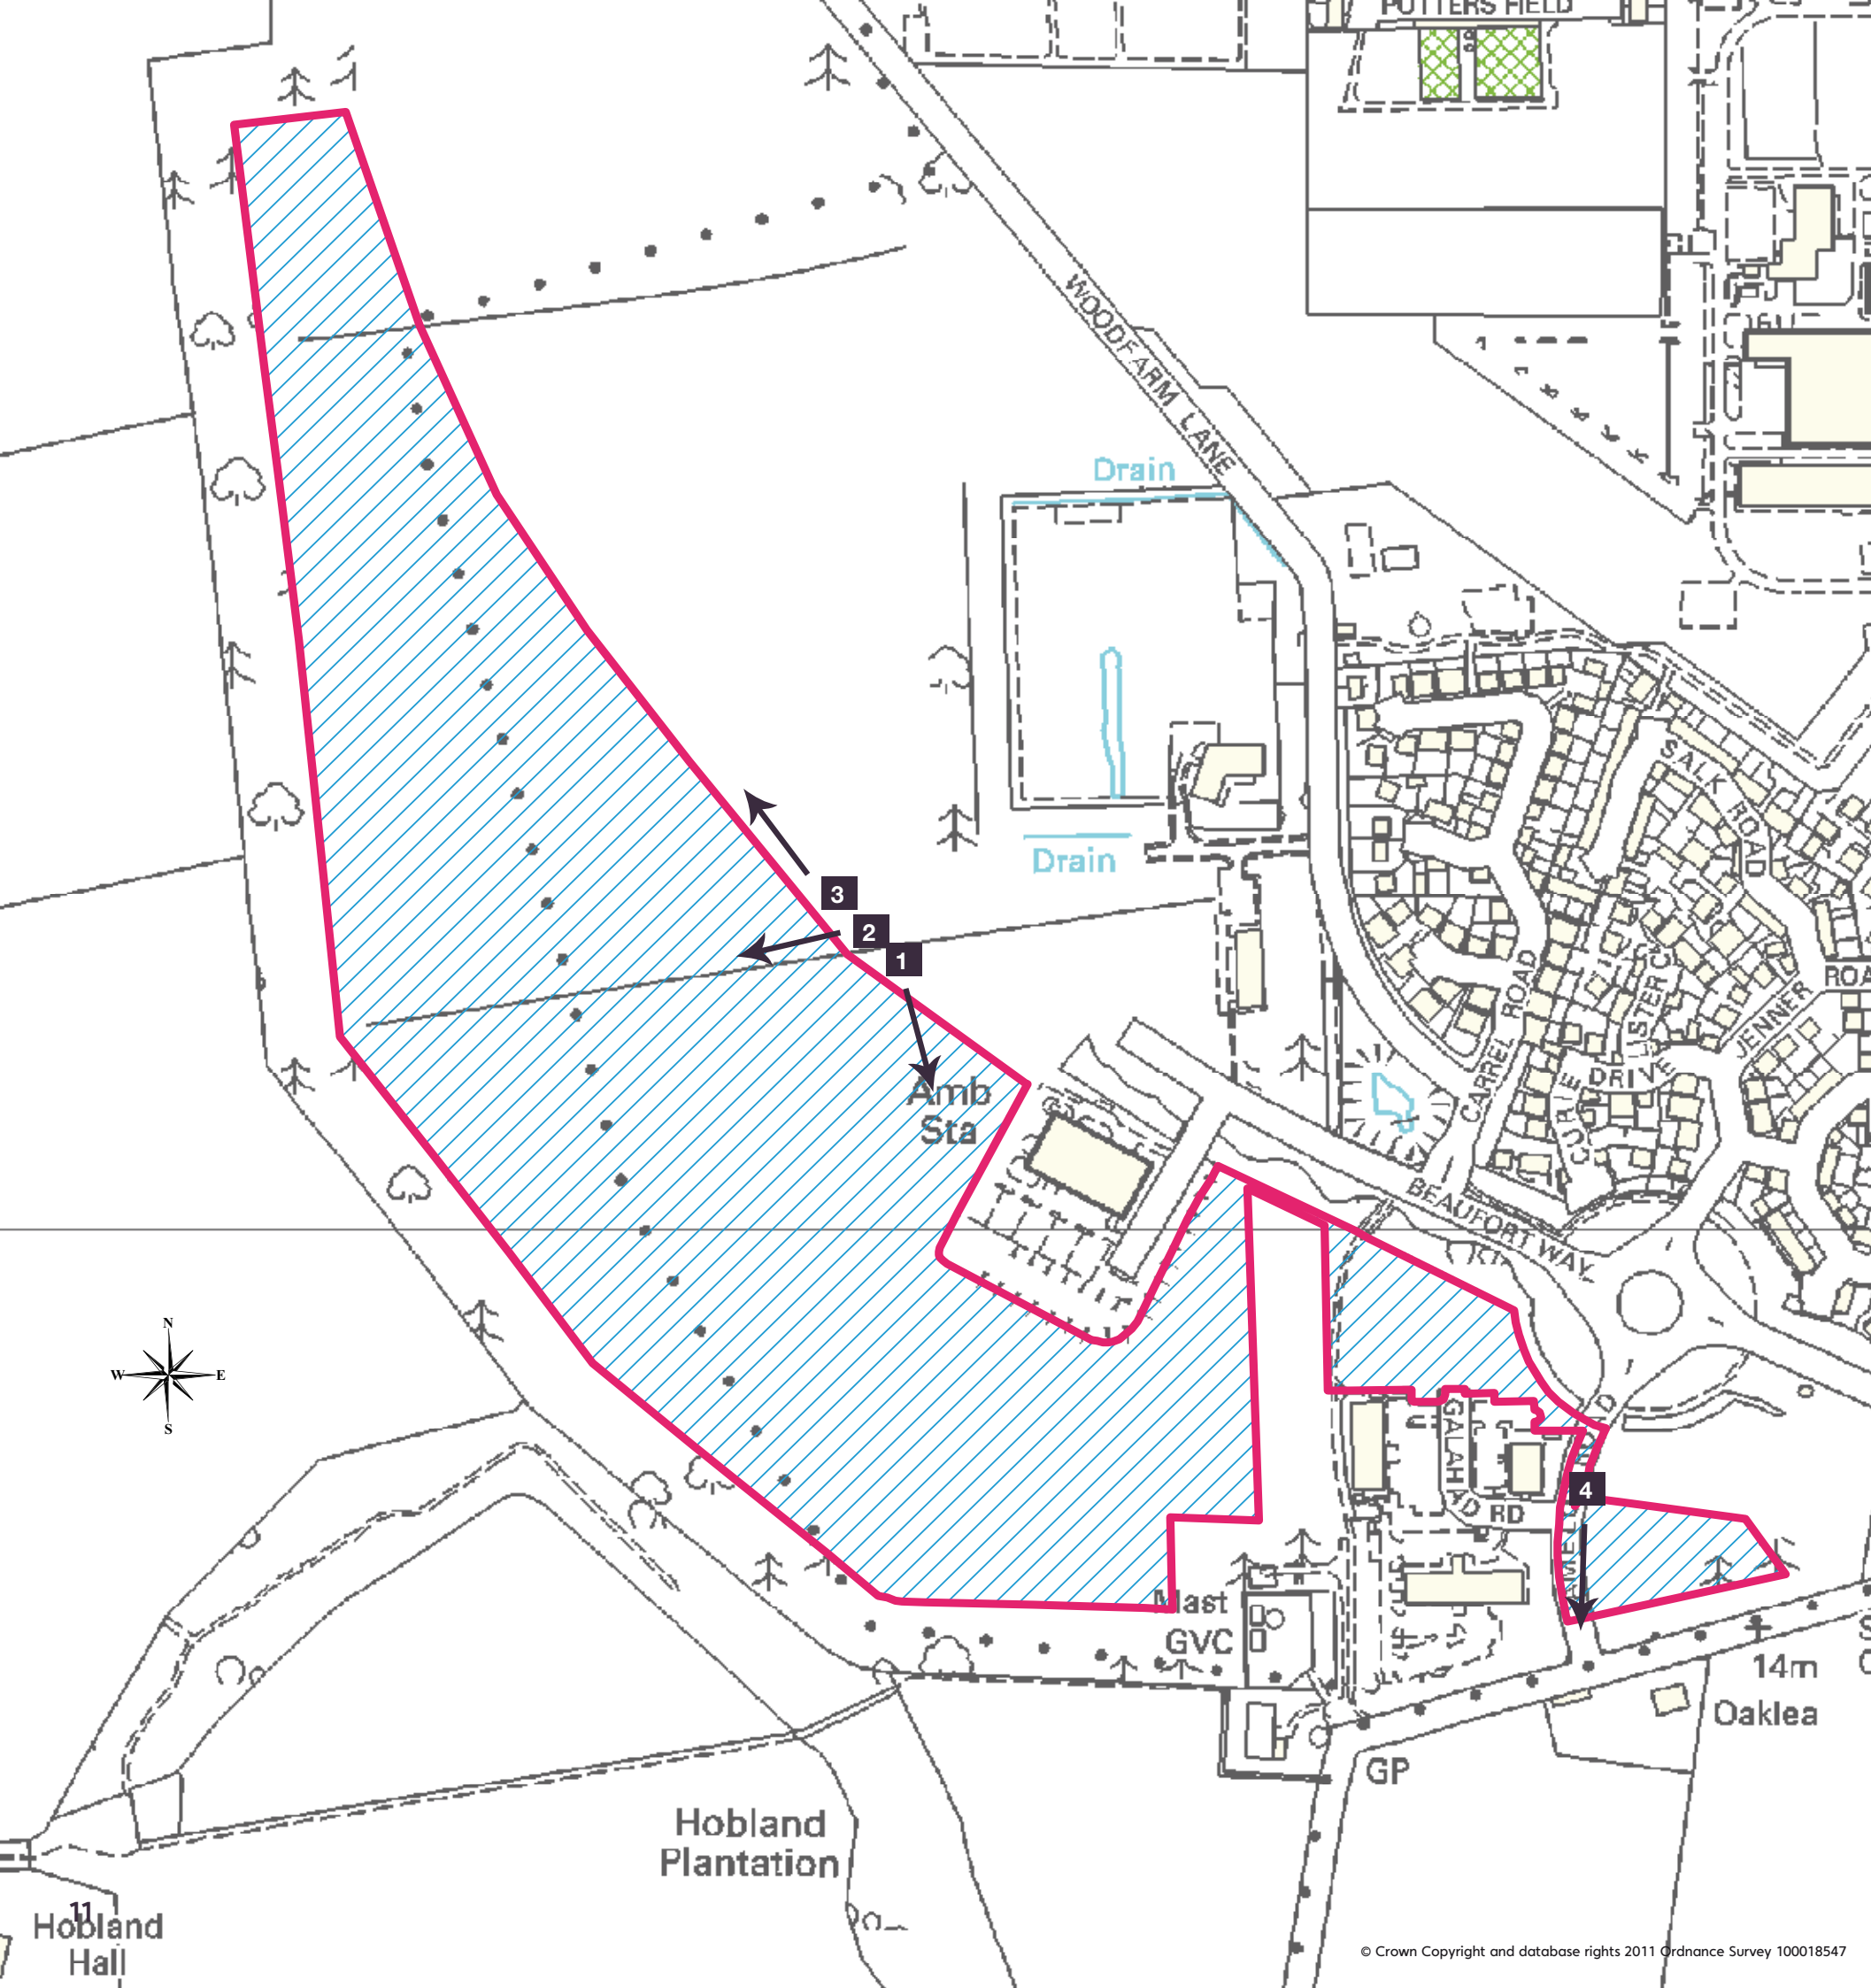 POTTERS FIELD
WOODFARM LANE
Drain
SALK ROAD
Drain
3
2
1
ROA
CARREL ROAD
JENNER
CURIE
DRIVE
Amb
Sta
BEAUFORT WAY
N
W E
S
GALAHAD RD
4
Mast
GVC
14m
Oaklea
GP
Hobland
Plantation
11
Hobland
Hall
© Crown Copyright and database rights 2011 Ordnance Survey 100018547